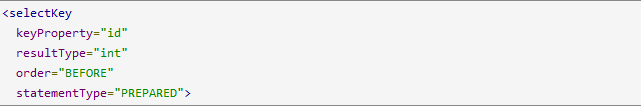 <selectKey
keyProperty="id"
resultType="int"
order="BEFORE"
statementType="PREPARED">